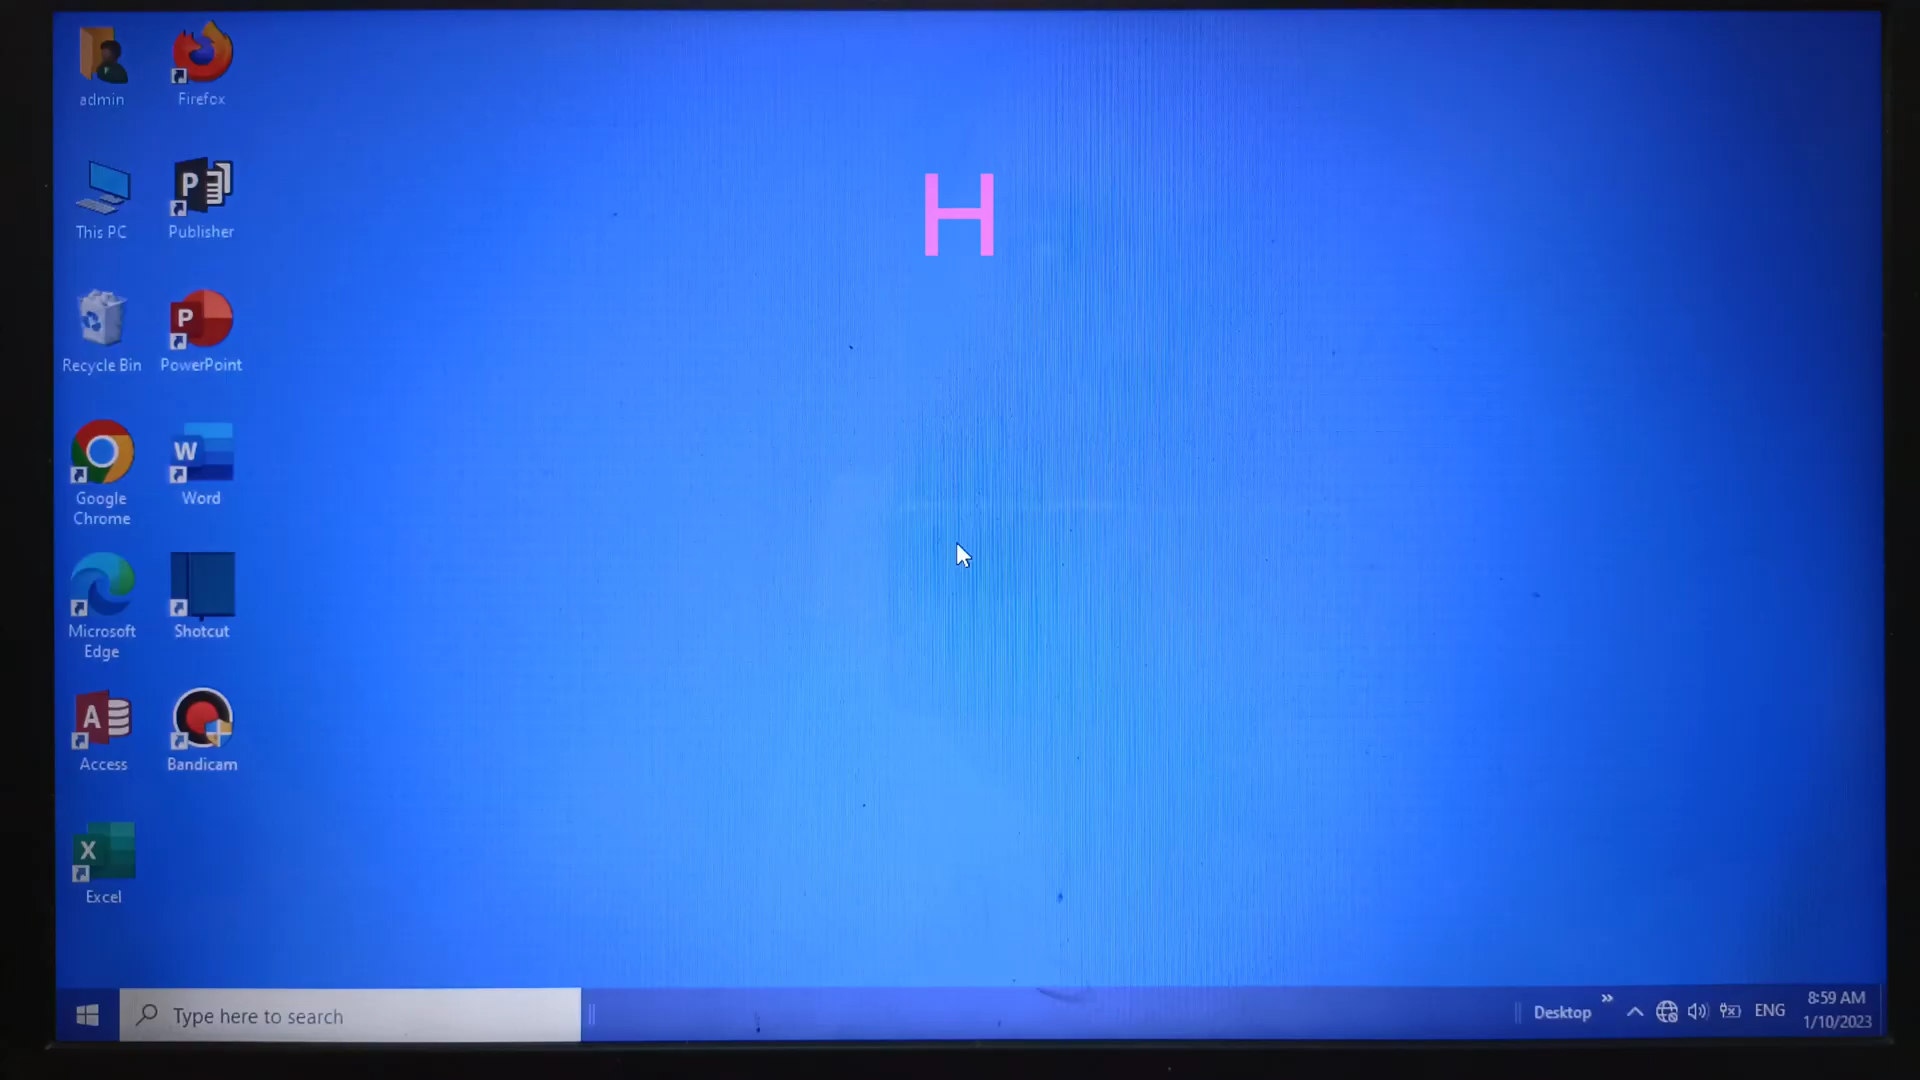 admin
Firefox
H
This PC
P
Publisher
Recycle Bin
P
PowerPoint
Google
Chrome
W
Word
Microsoft
Edge
Shotcut
A
Access
Bandicam
X
Excel
Type here to search
Desktop
ENG
8:59 AM
1/10/2023